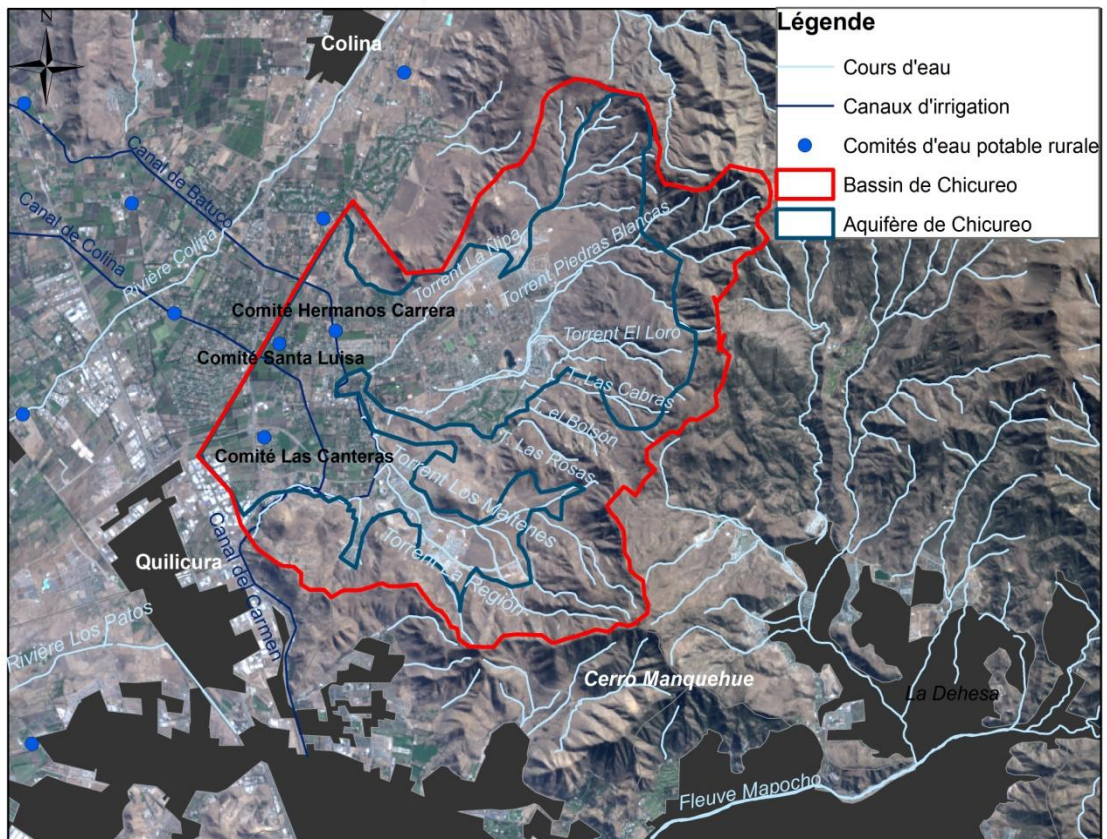 N
Légende
Cours d'eau
Canaux d'irrigation
Comités d'eau potable rurale
Bassin de Chicureo
Aquifère de Chicureo
Colina
Canal de Batuco
Canal de Colina
Rivière Colina
Torrent La Ñipa
Torrent Piedras Blancas
Comité Hermanos Carrera
Torrent El Loro
Comité Santa Luisa
T. Las Cabras
T. el Bolsón
T. Las Rosas
Comité Las Canteras
Torrent Los Maitenes
Torrent La Región
Quilicura
Canal del Carmen
Rivière Los Patos
Cerro Manquehue
La Dehesa
Fleuve Mapocho